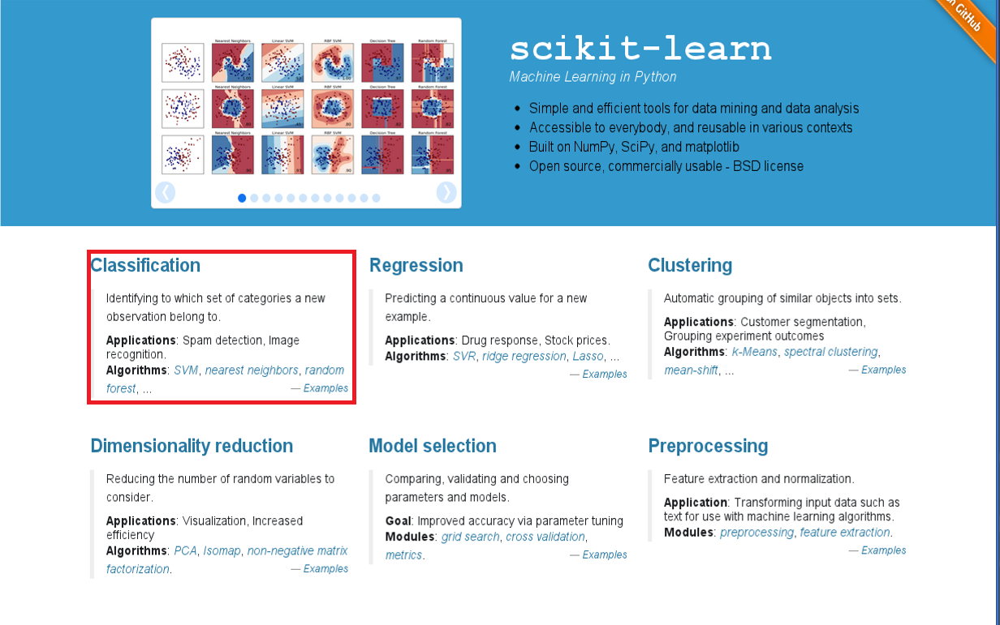 on GitHub
scikit-learn
Machine Learning in Python
Simple and efficient tools for data mining and data analysis
Accessible to everybody, and reusable in various contexts
Built on NumPy, SciPy, and matplotlib
Open source, commercially usable - BSD license
Nearest Neighbors Linear SVM RBF SVM Decision Tree Random Forest
Nearest Neighbors Linear SVM RBF SVM Decision Tree Random Forest
Nearest Neighbors Linear SVM RBF SVM Decision Tree Random Forest
Classification
Identifying to which set of categories a new
observation belong to.
Applications: Spam detection, Image
recognition.
Algorithms: SVM, nearest neighbors, random
forest, ... — Examples
Regression
Predicting a continuous value for a new
example.
Applications: Drug response, Stock prices.
Algorithms: SVR, ridge regression, Lasso, ...
— Examples
Clustering
Automatic grouping of similar objects into sets.
Applications: Customer segmentation,
Grouping experiment outcomes
Algorithms: k-Means, spectral clustering,
mean-shift, ... — Examples
Dimensionality reduction
Reducing the number of random variables to
consider.
Applications: Visualization, Increased
efficiency
Algorithms: PCA, Isomap, non-negative matrix
factorization. — Examples
Model selection
Comparing, validating and choosing
parameters and models.
Goal: Improved accuracy via parameter tuning
Modules: grid search, cross validation,
metrics. — Examples
Preprocessing
Feature extraction and normalization.
Application: Transforming input data such as
text for use with machine learning algorithms.
Modules: preprocessing, feature extraction.
— Examples